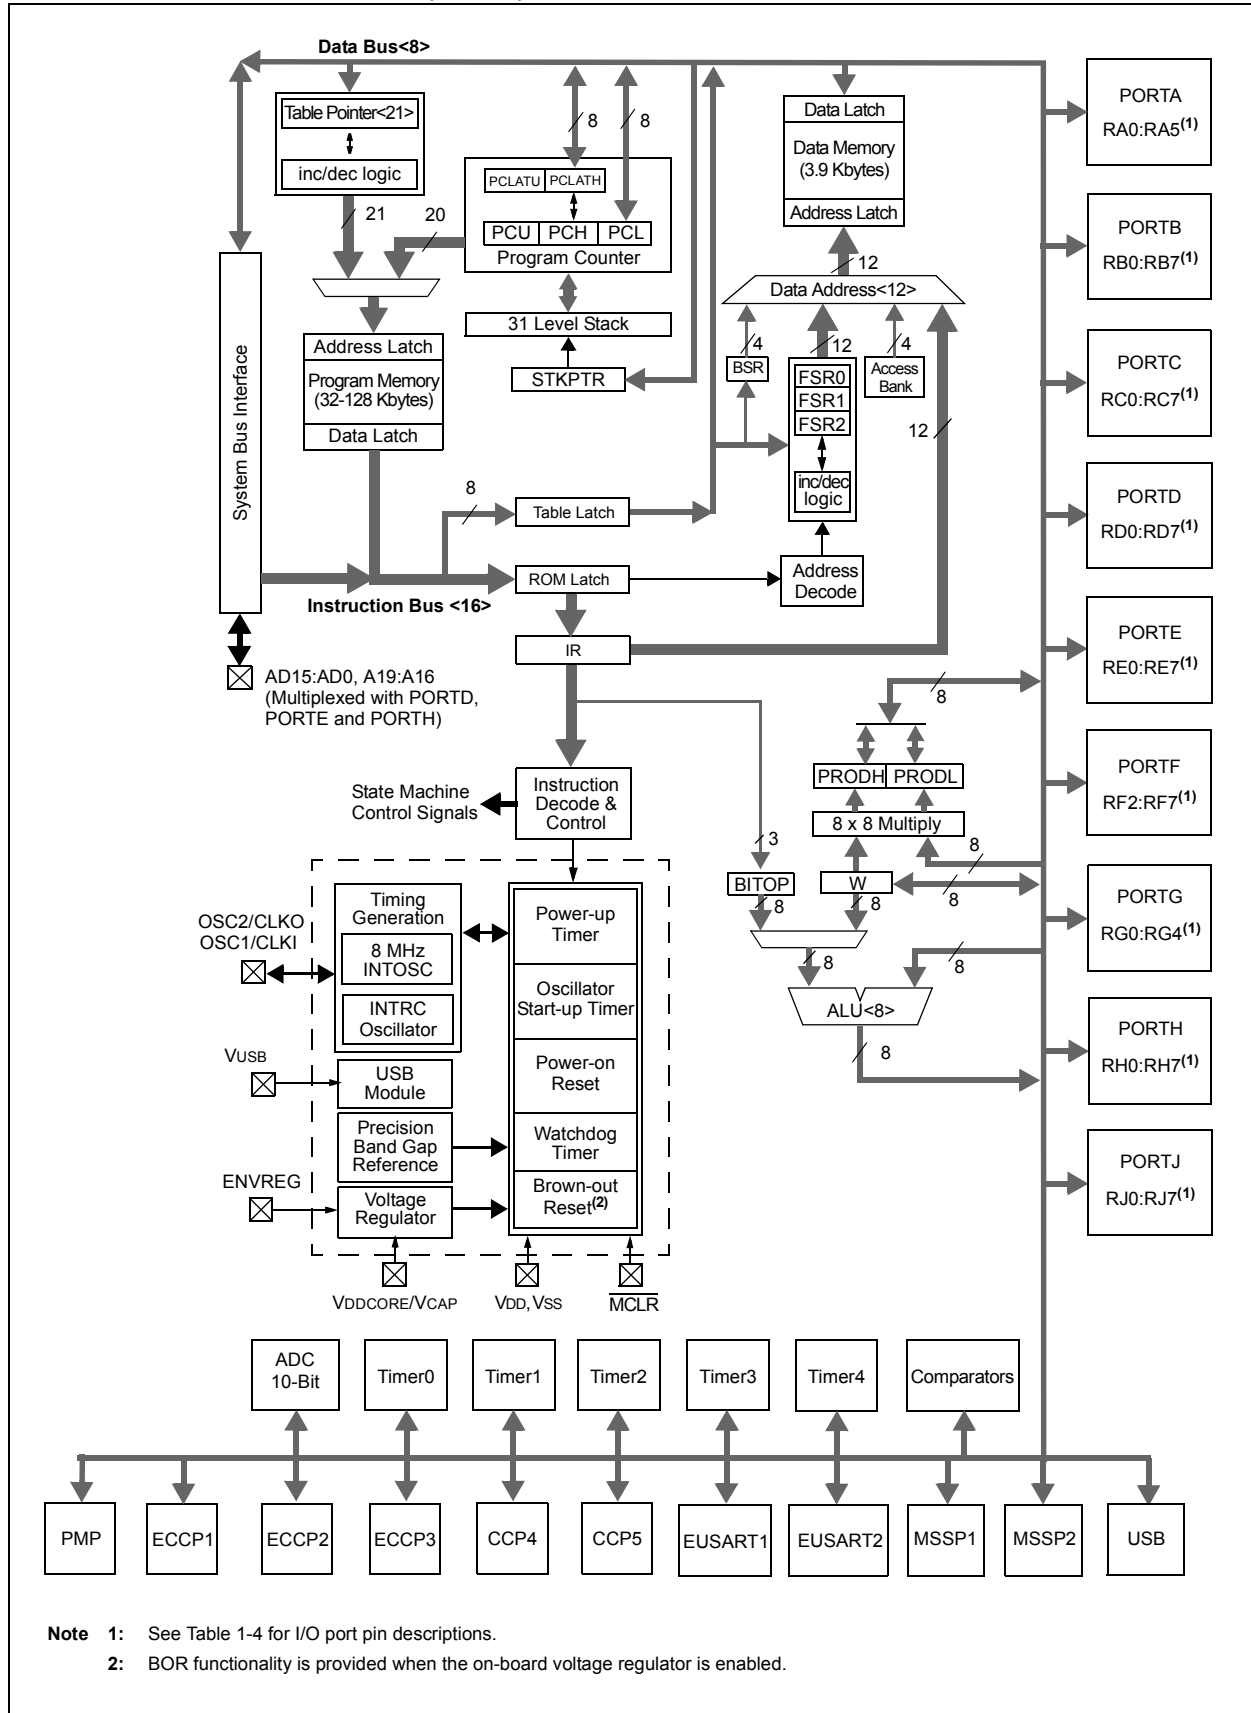 Data Bus<8>
Table Pointer<21>
inc/dec logic
21
20
8
8
PCLATU
PCLATH
PCU
PCH
PCL
Program Counter
31 Level Stack
STKPTR
Data Latch
Data Memory
(3.9 Kbytes)
Address Latch
12
Data Address<12>
4
12
4
BSR
FSR0
FSR1
FSR2
inc/dec
logic
Access
Bank
12
System Bus Interface
Address Latch
Program Memory
(32-128 Kbytes)
Data Latch
8
Table Latch
ROM Latch
Instruction Bus <16>
Address
Decode
IR
AD15:AD0, A19:A16
(Multiplexed with PORTD,
PORTE and PORTH)
8
PRODH
PRODL
8 x 8 Multiply
State Machine
Control Signals
Instruction
Decode &
Control
3
8
BITOP
W
8
8
8
8
8
ALU<8>
8
OSC2/CLKO
OSC1/CLKI
Timing
Generation
8 MHz
INTOSC
INTRC
Oscillator
Power-up
Timer
Oscillator
Start-up Timer
Power-on
Reset
Watchdog
Timer
Brown-out
Reset(2)
VUSB
USB
Module
Precision
Band Gap
Reference
ENVREG
Voltage
Regulator
VDDCORE/VCAP
VDD, VSS
MCLR
PORTA
RA0:RA5(1)
PORTB
RB0:RB7(1)
PORTC
RC0:RC7(1)
PORTD
RD0:RD7(1)
PORTE
RE0:RE7(1)
PORTF
RF2:RF7(1)
PORTG
RG0:RG4(1)
PORTH
RH0:RH7(1)
PORTJ
RJ0:RJ7(1)
ADC
10-Bit
Timer0
Timer1
Timer2
Timer3
Timer4
Comparators
PMP
ECCP1
ECCP2
ECCP3
CCP4
CCP5
EUSART1
EUSART2
MSSP1
MSSP2
USB
Note 1: See Table 1-4 for I/O port pin descriptions.
2: BOR functionality is provided when the on-board voltage regulator is enabled.